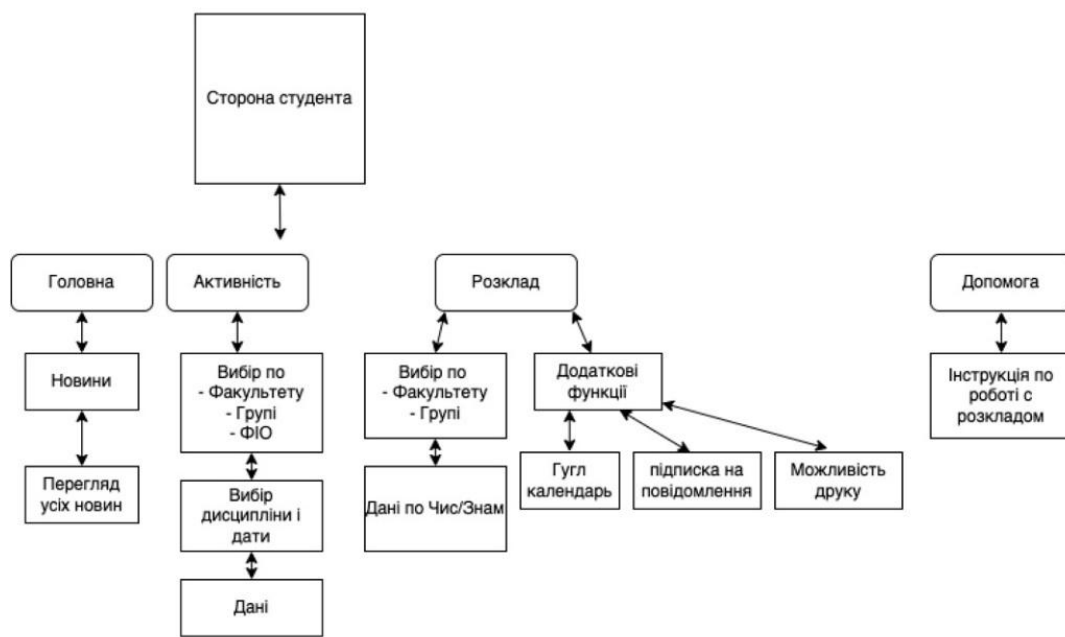 Сторона студента
Головна
Активність
Розклад
Допомога
Новини
Вибір по
- Факультету
- Групі
- ФІО
Вибір по
- Факультету
- Групі
Додаткові
функції
Інструкція по
роботі с
розкладом
Перегляд
усіх новин
Вибір
дисципліни і
дати
Дані по Чис/Знам
Гугл
календарь
підписка на
повідомлення
Можливість
друку
Дані